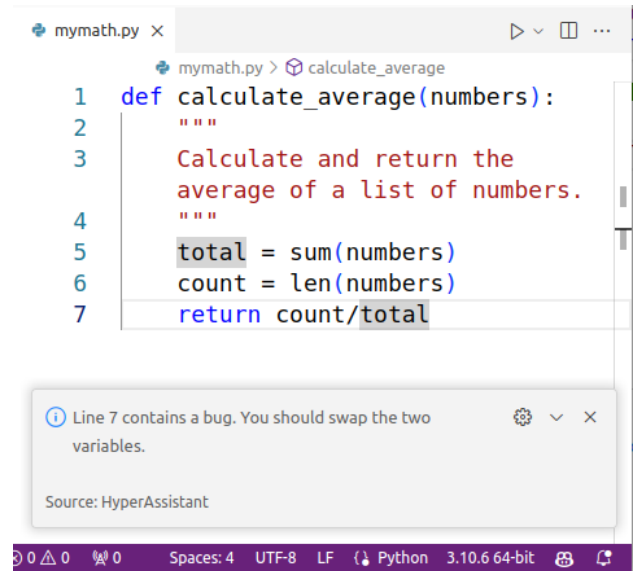 mymath.py
mymath.py > calculate_average
1 def calculate_average(numbers):
2 """
3 Calculate and return the
average of a list of numbers.
4 """
5 total = sum(numbers)
6 count = len(numbers)
7 return count/total
Line 7 contains a bug. You should swap the two
variables.
Source: HyperAssistant
0 0 0 Spaces: 4 UTF-8 LF Python 3.10.6 64-bit